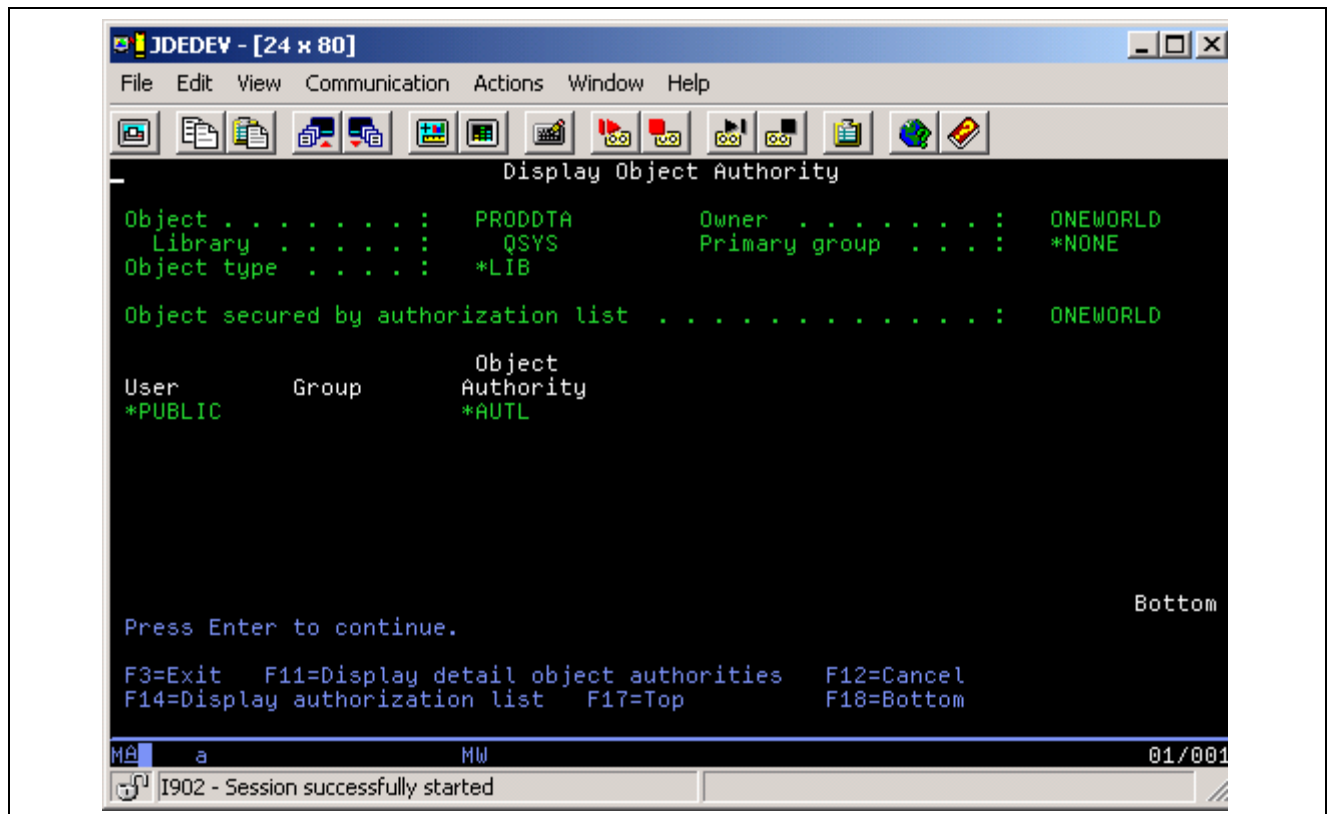 JDEDEV - [24 x 80]
File Edit View Communication Actions Window Help
Display Object Authority
Object . . . . . . . : PRODDTA Owner . . . . . . . : ONEWORLD
Library . . . . . : QSYS Primary group . . . : *NONE
Object type . . . . : *LIB
Object secured by authorization list . . . . . . . . . . . . : ONEWORLD
Object
User Group Authority
*PUBLIC *AUTL
Bottom
Press Enter to continue.
F3=Exit F11=Display detail object authorities F12=Cancel
F14=Display authorization list F17=Top F18=Bottom
MA a MW 01/001
I902 - Session successfully started